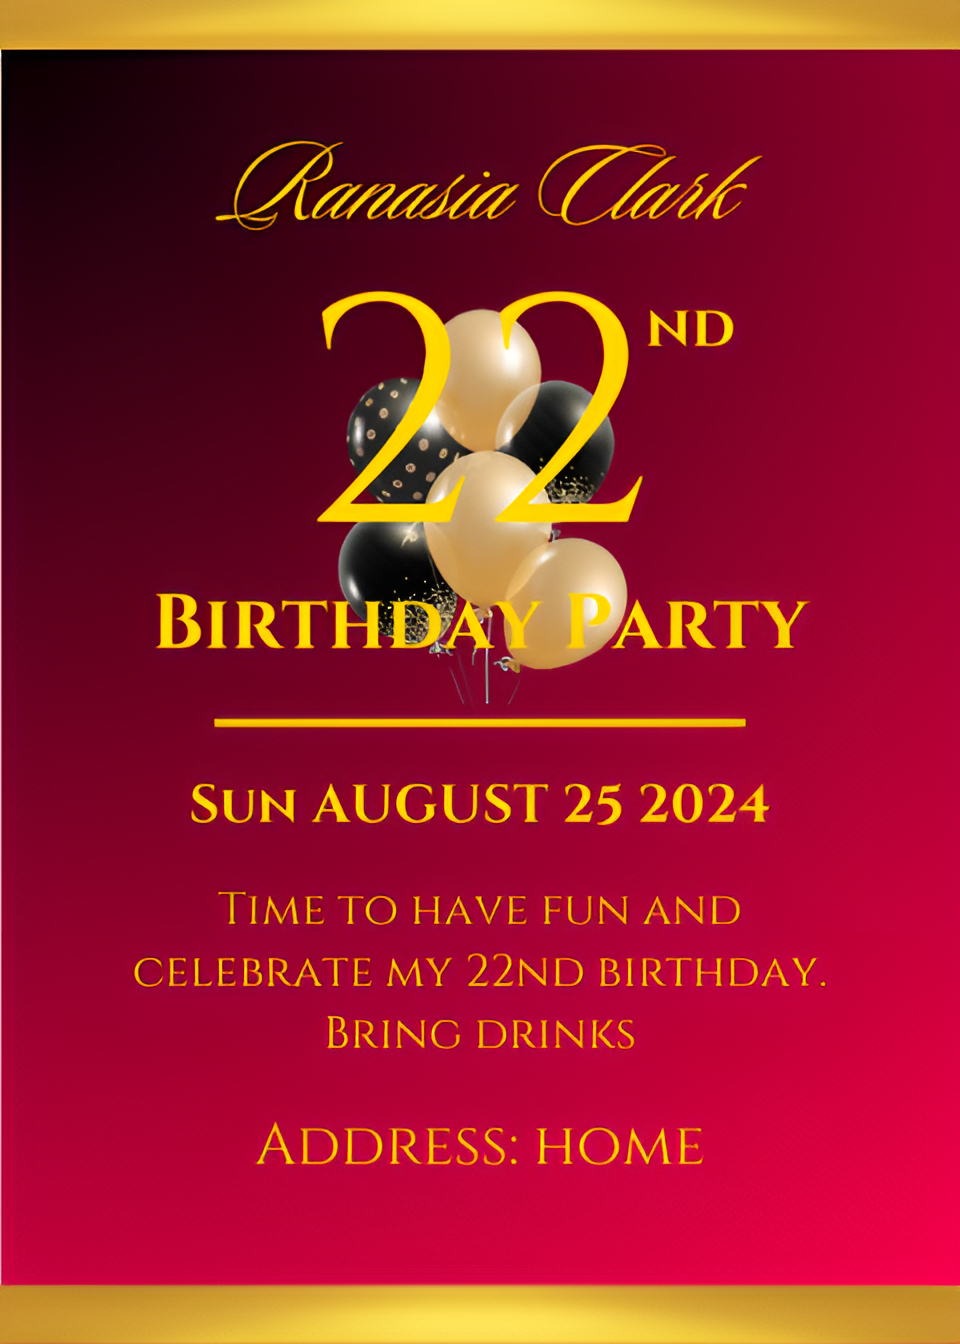 Ranasia Clark
22ND
Birthday Party
Sun AUGUST 25 2024
Time to have fun and
celebrate my 22nd birthday.
Bring drinks
Address: home